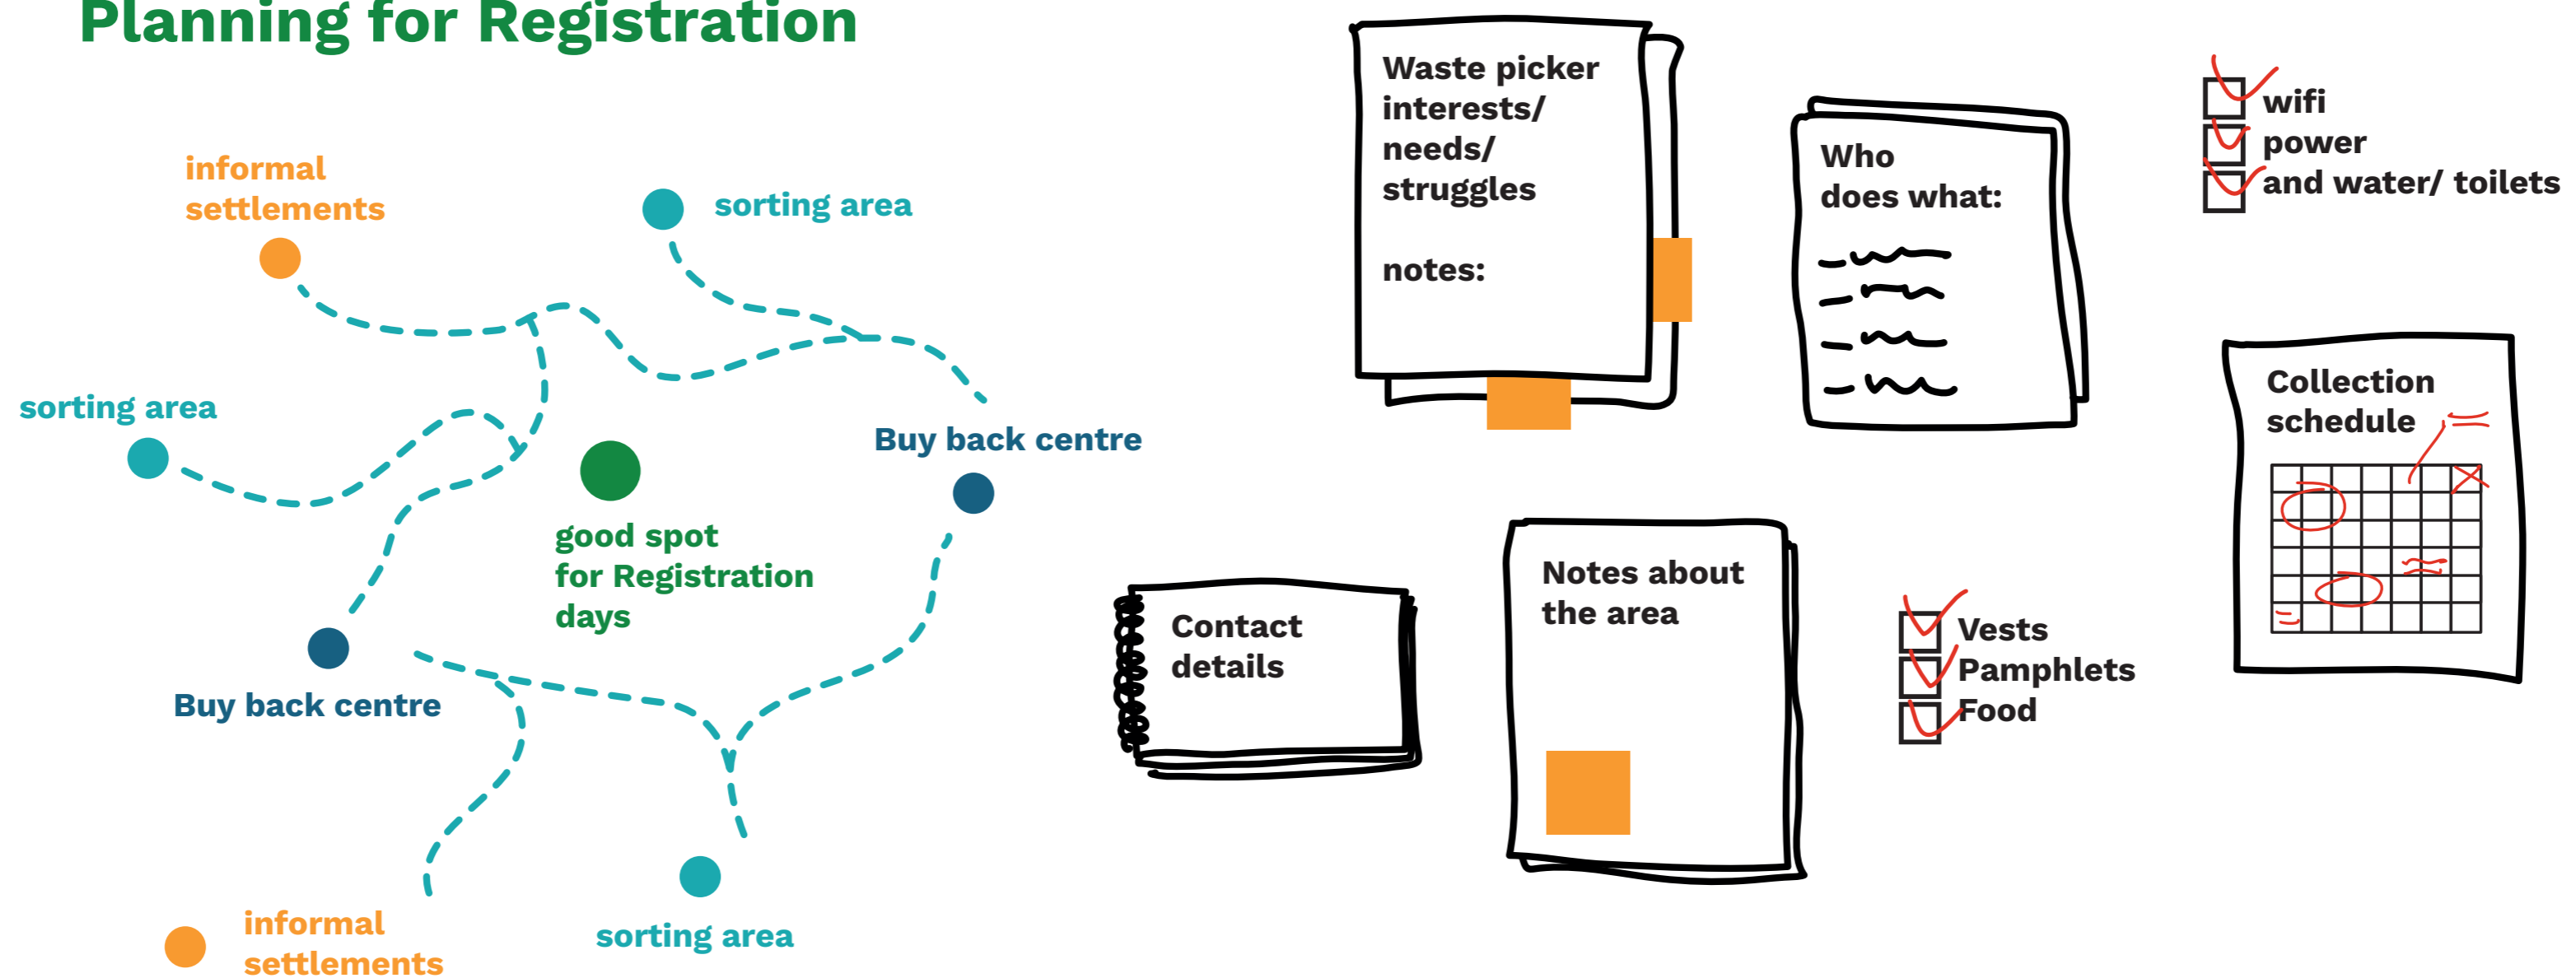 Planning for Registration
informal
settlements
sorting area
sorting area
Buy back centre
good spot
for Registration
days
Buy back centre
informal
settlements
sorting area
Waste picker
interests/
needs/
struggles
notes:
Who
does what:
wifi
power
and water/ toilets
Collection
schedule
Contact
details
Notes about
the area
Vests
Pamphlets
Food